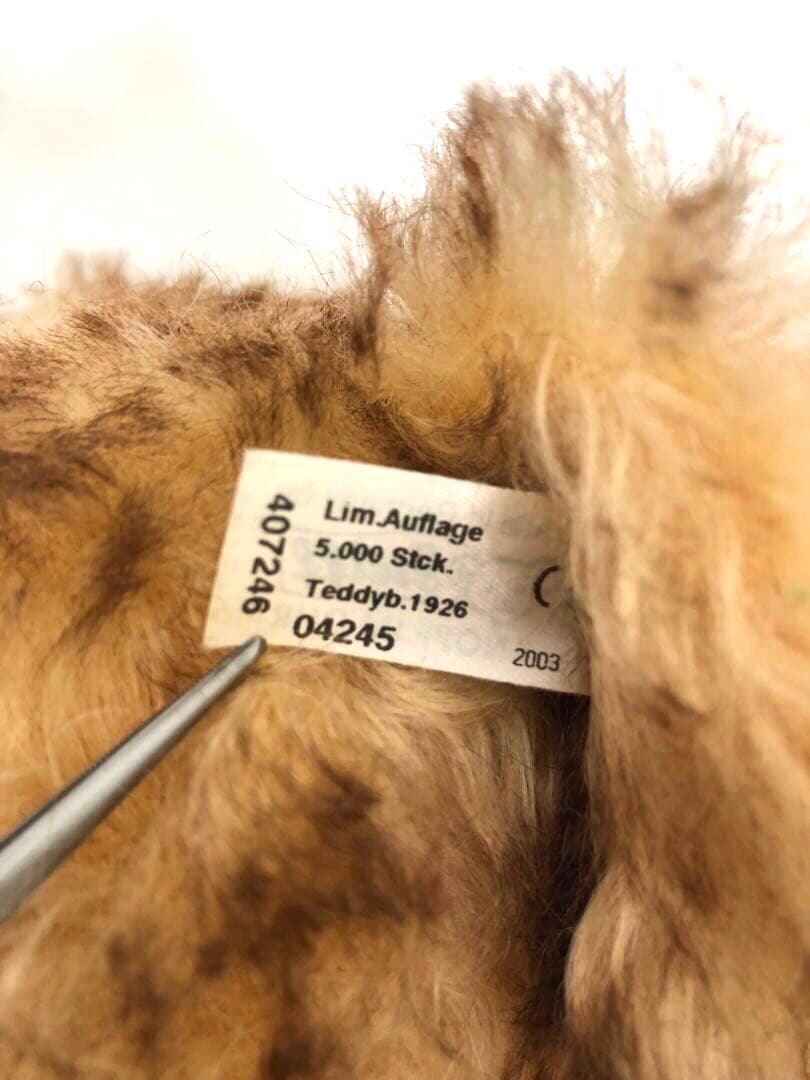 407246
Lim.Auflage
5.000 Stck.
Teddyb.1926
04245
2003